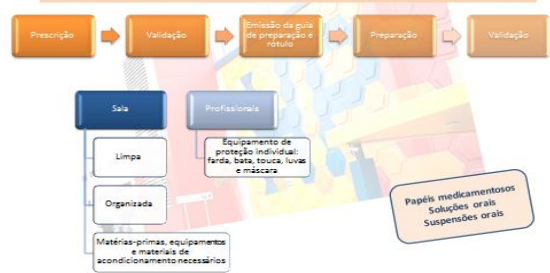 Prescrição
Validação
Emissão da guia
de preparação e
rótulo
Preparação
Validação
Sala
Limpa
Organizada
Matérias-primas, equipamentos
e materiais de
acondicionamento necessários
Profissionais
Equipamento de
proteção individual:
farda, bata, touca, luvas
e máscara
Papéis medicamentosos
Soluções orais
Suspensões orais